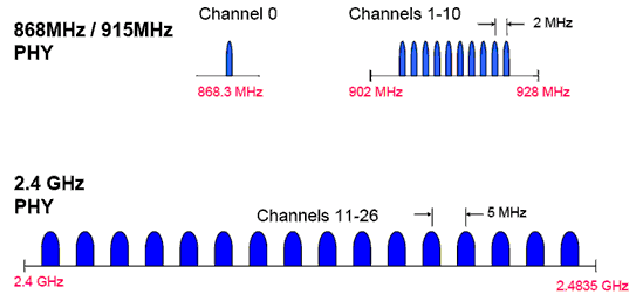 Channel 0
Channels 1-10
868MHz / 915MHz
PHY
2 MHz
868.3 MHz
902 MHz
928 MHz
2.4 GHz
PHY
Channels 11-26
5 MHz
2.4 GHz
2.4835 GHz